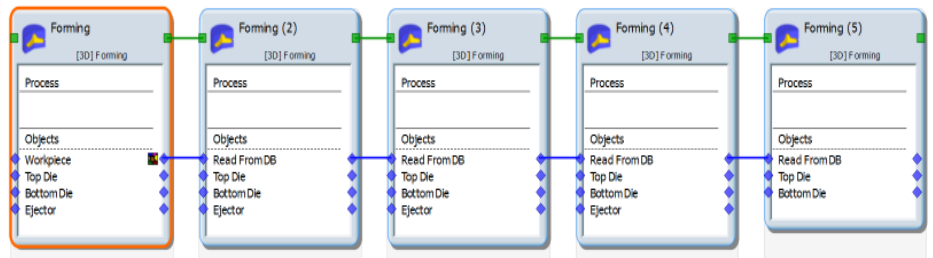 Forming
[3D] Forming
Process
Objects
Workpiece
Top Die
Bottom Die
Ejector
Forming (2)
[3D] Forming
Process
Objects
Read From DB
Top Die
Bottom Die
Ejector
Forming (3)
[3D] Forming
Process
Objects
Read From DB
Top Die
Bottom Die
Ejector
Forming (4)
[3D] Forming
Process
Objects
Read From DB
Top Die
Bottom Die
Ejector
Forming (5)
[3D] Forming
Process
Objects
Read From DB
Top Die
Bottom Die